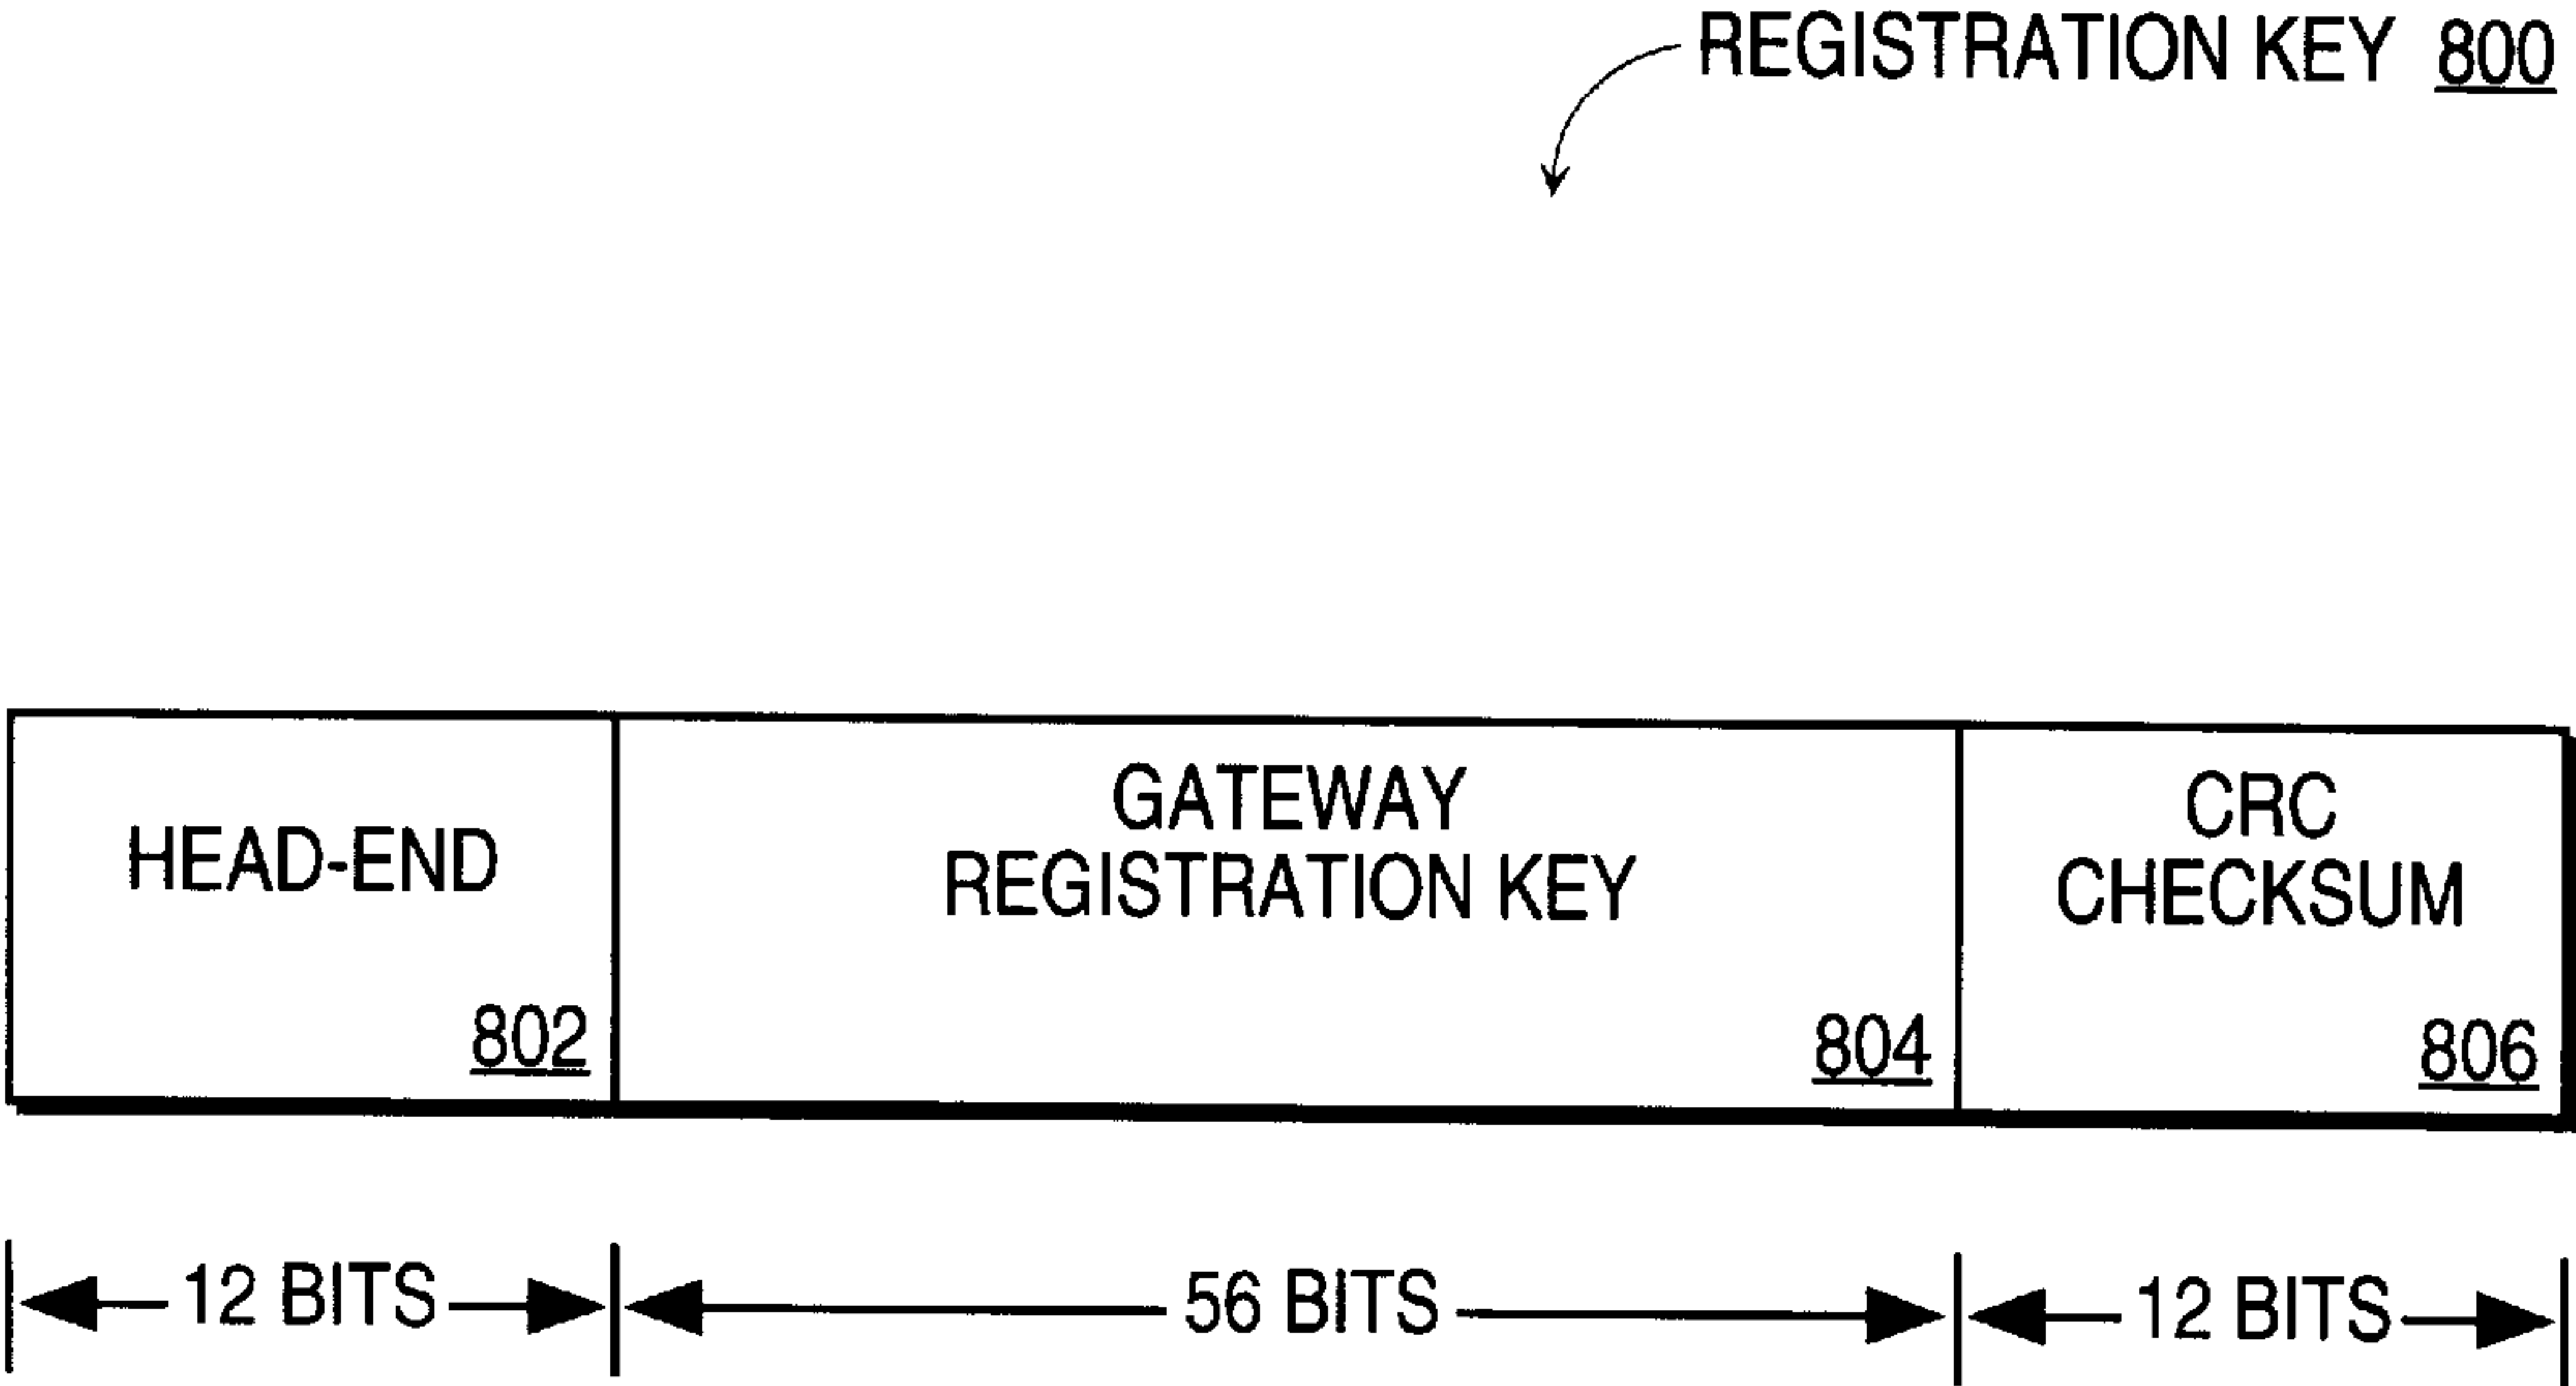 REGISTRATION KEY 800
HEAD-END
802
GATEWAY
REGISTRATION KEY
804
CRC
CHECKSUM
806
12 BITS
56 BITS
12 BITS